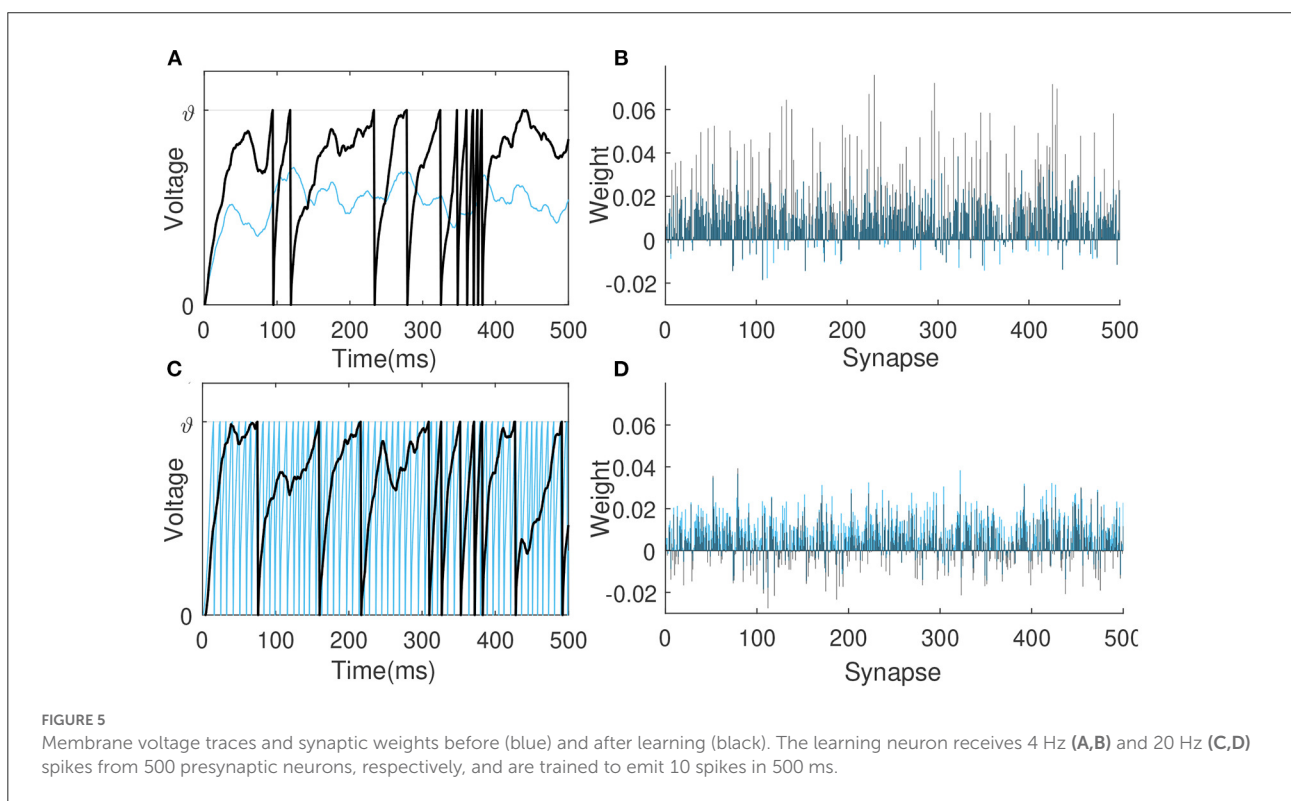 A
B
ϑ
Voltage
0
0 100 200 300 400 500
Time(ms)
0.06
0.04
0.02
0
-0.02
Weight
100 200 300 400 500
Synapse
C
D
ϑ
Voltage
0
0 100 200 300 400 500
Time(ms)
0.06
0.04
0.02
0
-0.02
Weight
100 200 300 400 500
Synapse
FIGURE 5
Membrane voltage traces and synaptic weights before (blue) and after learning (black). The learning neuron receives 4 Hz (A,B) and 20 Hz (C,D)
spikes from 500 presynaptic neurons, respectively, and are trained to emit 10 spikes in 500 ms.